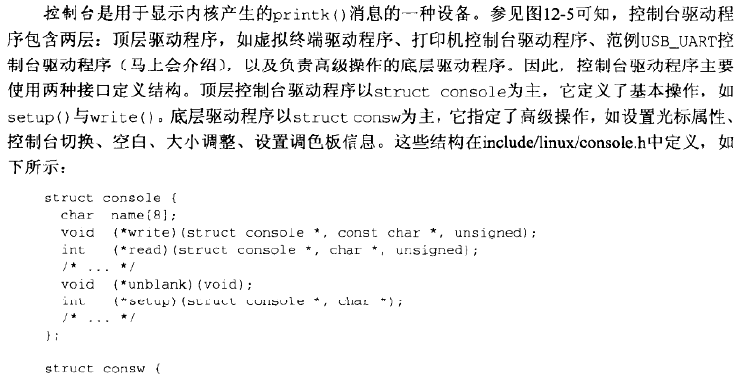 控制台是用于显示内核产生的printk()消息的一种设备。参见图12-5可知，控制台驱动程
序包含两层：顶层驱动程序，如虚拟终端驱动程序、打印机控制台驱动程序、范例USB_UART控
制台驱动程序（马上会介绍），以及负责高级操作的底层驱动程序。因此，控制台驱动程序主要
使用两种接口定义结构。顶层控制台驱动程序以struct console为主，它定义了基本操作，如
setup()与write()。底层驱动程序以struct consw为主，它指定了高级操作，如设置光标属性、
控制台切换、空白、大小调整、设置调色板信息。这些结构在include/linux/console.h中定义，如
下所示：
struct console {
char name[8];
void (*write)(struct console *, const char *, unsigned);
int (*read)(struct console *, char *, unsigned);
/* ... */
void (*unblank)(void);
int (*setup)(struct console *, char *);
/* ... */
};
struct consw {